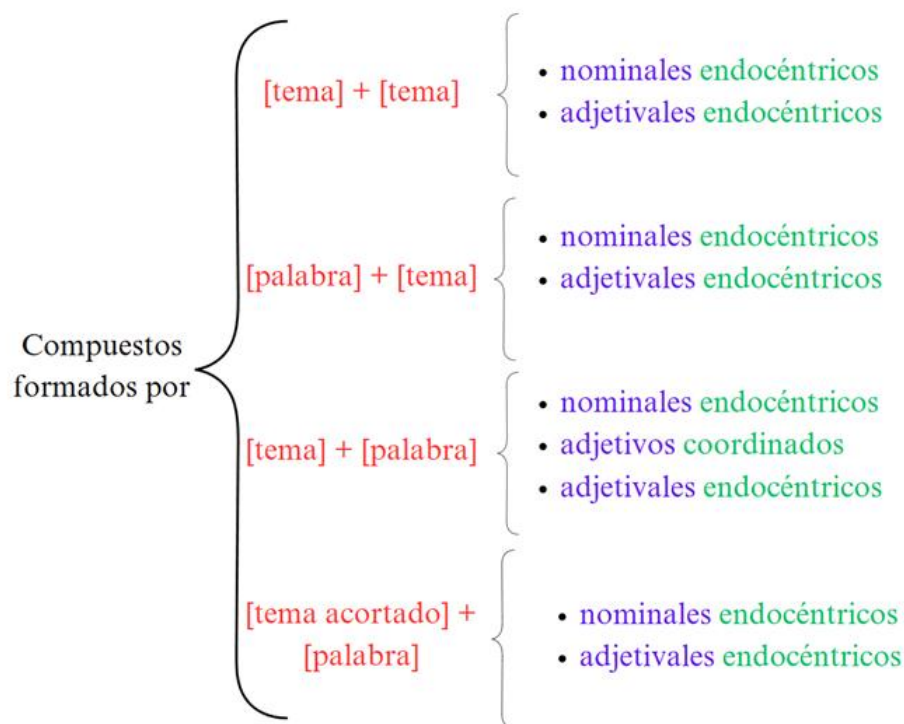 Compuestos
formados por
[tema] + [tema]
• nominales endocéntricos
• adjetivales endocéntricos
[palabra] + [tema]
• nominales endocéntricos
• adjetivales endocéntricos
[tema] + [palabra]
• nominales endocéntricos
• adjetivos coordinados
• adjetivales endocéntricos
[tema acortado] +
[palabra]
• nominales endocéntricos
• adjetivales endocéntricos